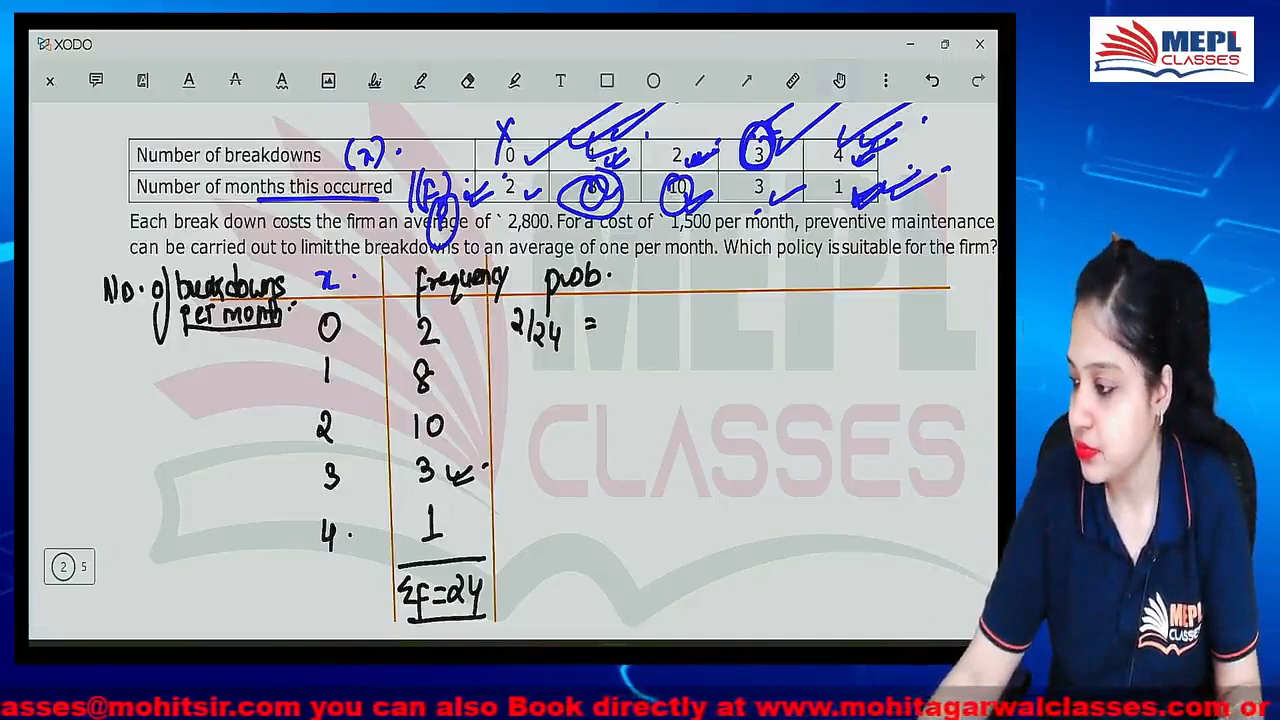 XODO
MEPL
CLASSES
Number of breakdowns (x) 0 1 2 3 4
Number of months this occurred (f) 2 8 10 3 1
Each break down costs the firm an average of ` 2,800. For a cost of ` 1,500 per month, preventive maintenance
can be carried out to limit the breakdowns to an average of one per month. Which policy is suitable for the firm?
No. of breakdowns x frequency prob.
per month
0 2 2/24 =
1 8
2 10
3 3
4 1
Σf=24
MEPL
CLASSES
2 5
MEPL
CLASSES
asses@mohitsir.com you can also Book directly at www.mohitagarwalclasses.com or